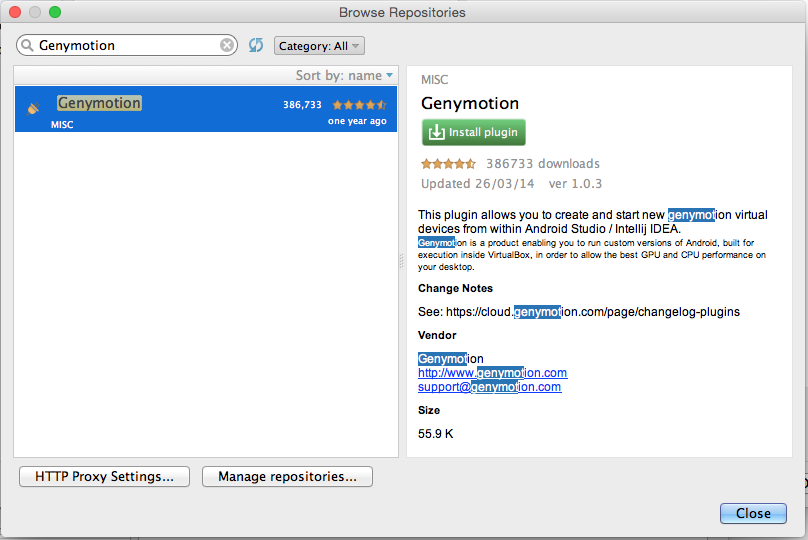 Browse Repositories
Genymotion
Category: All
Sort by: name
Genymotion
386,733
MISC
one year ago
MISC
Genymotion
Install plugin
386733 downloads
Updated 26/03/14 ver 1.0.3
This plugin allows you to create and start new genymotion virtual
devices from within Android Studio / Intellij IDEA.
Genymotion is a product enabling you to run custom versions of Android, built for
execution inside VirtualBox, in order to allow the best GPU and CPU performance on
your desktop.
Change Notes
See: https://cloud.genymotion.com/page/changelog-plugins
Vendor
Genymotion
http://www.genymotion.com
support@genymotion.com
Size
55.9 K
HTTP Proxy Settings...
Manage repositories...
Close